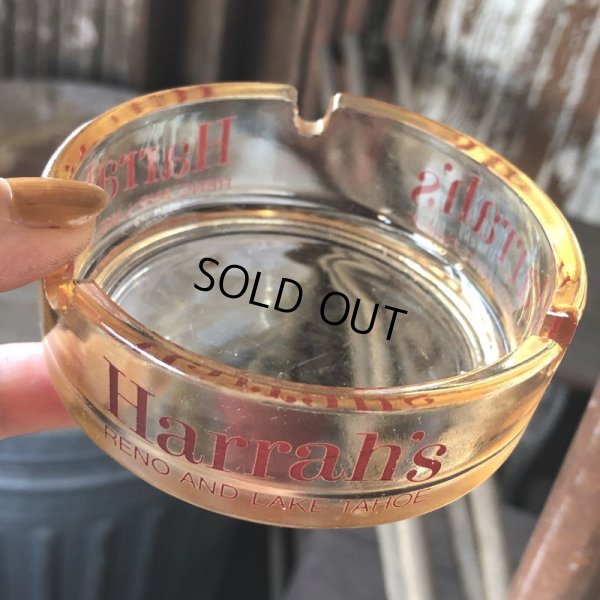 SOLD OUT
Harrah's
RENO AND LAKE TAHOE